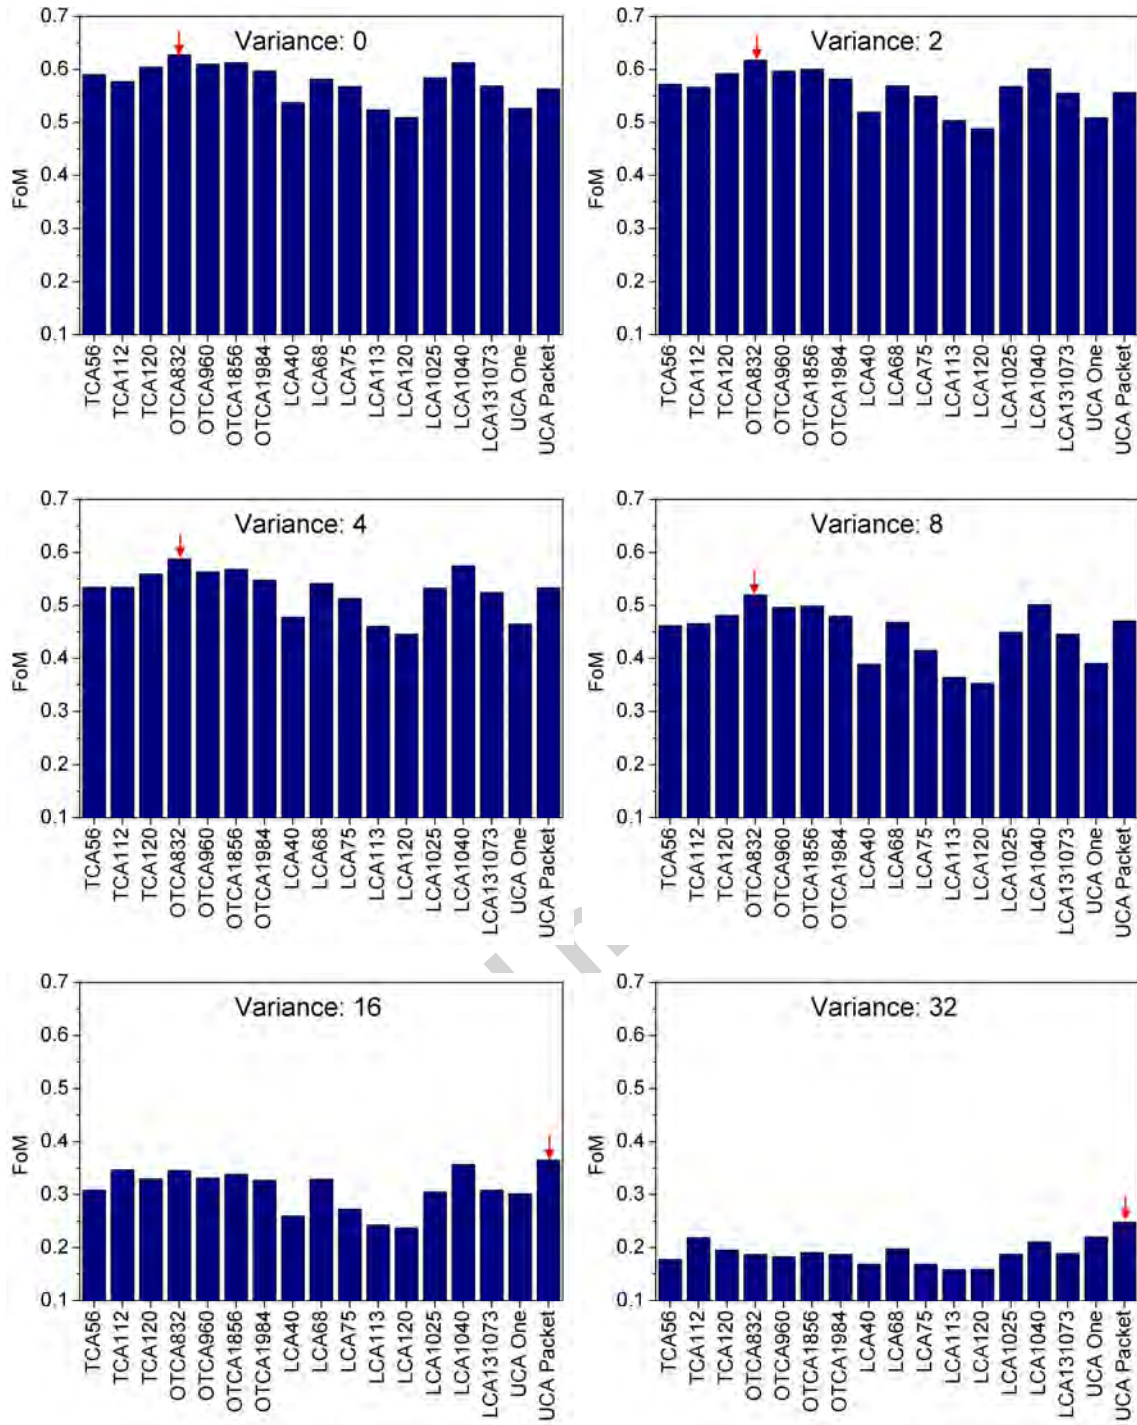 Variance: 0
FoM
0.7
0.6
0.5
0.4
0.3
0.2
0.1
TCA56
TCA112
TCA120
OTCA832
OTCA960
OTCA1856
OTCA1984
LCA40
LCA68
LCA75
LCA113
LCA120
LCA1025
LCA1040
LCA131073
UCA One
UCA Packet
Variance: 2
FoM
0.7
0.6
0.5
0.4
0.3
0.2
0.1
TCA56
TCA112
TCA120
OTCA832
OTCA960
OTCA1856
OTCA1984
LCA40
LCA68
LCA75
LCA113
LCA120
LCA1025
LCA1040
LCA131073
UCA One
UCA Packet
Variance: 4
FoM
0.7
0.6
0.5
0.4
0.3
0.2
0.1
TCA56
TCA112
TCA120
OTCA832
OTCA960
OTCA1856
OTCA1984
LCA40
LCA68
LCA75
LCA113
LCA120
LCA1025
LCA1040
LCA131073
UCA One
UCA Packet
Variance: 8
FoM
0.7
0.6
0.5
0.4
0.3
0.2
0.1
TCA56
TCA112
TCA120
OTCA832
OTCA960
OTCA1856
OTCA1984
LCA40
LCA68
LCA75
LCA113
LCA120
LCA1025
LCA1040
LCA131073
UCA One
UCA Packet
Variance: 16
FoM
0.7
0.6
0.5
0.4
0.3
0.2
0.1
TCA56
TCA112
TCA120
OTCA832
OTCA960
OTCA1856
OTCA1984
LCA40
LCA68
LCA75
LCA113
LCA120
LCA1025
LCA1040
LCA131073
UCA One
UCA Packet
Variance: 32
FoM
0.7
0.6
0.5
0.4
0.3
0.2
0.1
TCA56
TCA112
TCA120
OTCA832
OTCA960
OTCA1856
OTCA1984
LCA40
LCA68
LCA75
LCA113
LCA120
LCA1025
LCA1040
LCA131073
UCA One
UCA Packet